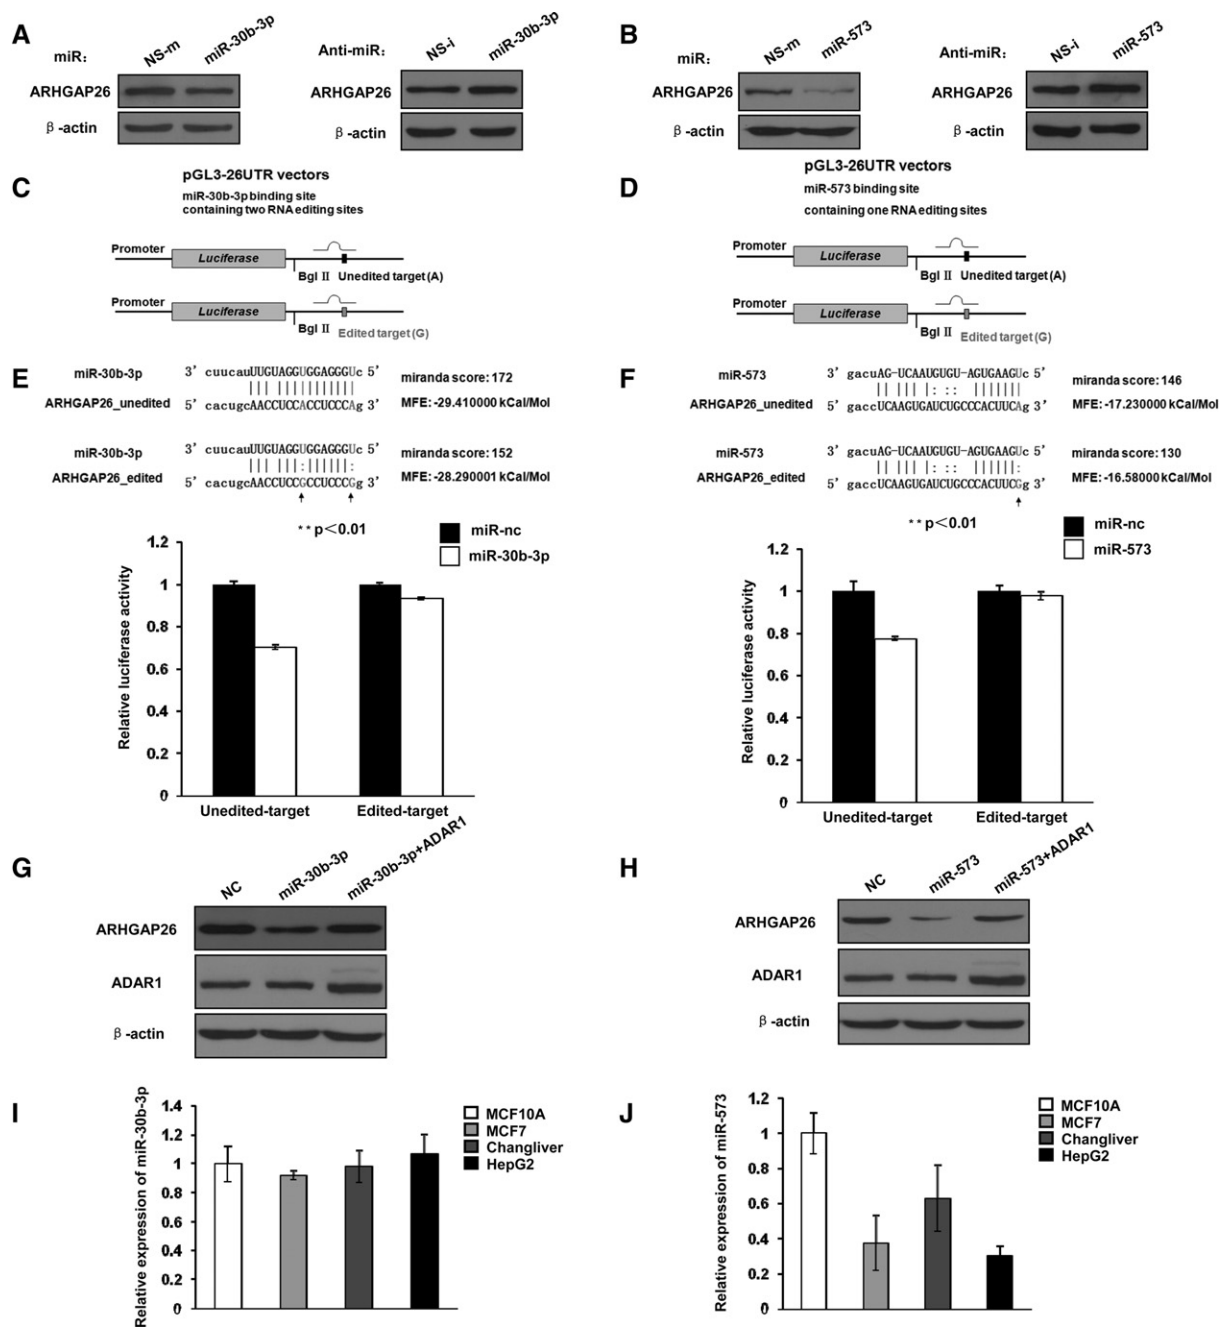 A
miR:
NS-m
miR-30b-3p
ARHGAP26
β-actin
Anti-miR:
NS-i
miR-30b-3p
ARHGAP26
β-actin
B
miR:
NS-m
miR-573
ARHGAP26
β-actin
Anti-miR:
NS-i
miR-573
ARHGAP26
β-actin
C
pGL3-26UTR vectors
miR-30b-3p binding site
containing two RNA editing sites
Promoter
Luciferase
Bgl II
Unedited target (A)
Promoter
Luciferase
Bgl II
Edited target (G)
D
pGL3-26UTR vectors
miR-573 binding site
containing one RNA editing sites
Promoter
Luciferase
Bgl II
Unedited target (A)
Promoter
Luciferase
Bgl II
Edited target (G)
E
miR-30b-3p 3' cuucauUUGUAGGUGGAGGGUc 5' miranda score: 172
ARHGAP26_unedited 5' cacugcAACCUCCACCUCCCAg 3' MFE: -29.410000 kCal/Mol
miR-30b-3p 3' cuucauUUGUAGGUGGAGGGUc 5' miranda score: 152
ARHGAP26_edited 5' cacugcAACCUCCGCCUCCCGg 3' MFE: -28.290001 kCal/Mol
**p<0.01
miR-nc
miR-30b-3p
Relative luciferase activity
1.2
1
0.8
0.6
0.4
0.2
0
Unedited-target
Edited-target
F
miR-573 3' gacuAG-UCAAUGUGU-AGUGAAGUc 5' miranda score: 146
ARHGAP26_unedited 5' gaccUCAAGUGAUCUGCCCACUUCAg 3' MFE: -17.230000 kCal/Mol
miR-573 3' gacuAG-UCAAUGUGU-AGUGAAGUc 5' miranda score: 130
ARHGAP26_edited 5' gaccUCAAGUGAUCUGCCCACUUCGg 3' MFE: -16.58000 kCal/Mol
**p<0.01
miR-nc
miR-573
Relative luciferase activity
1.2
1
0.8
0.6
0.4
0.2
0
Unedited-target
Edited-target
G
NC
miR-30b-3p
miR-30b-3p+ADAR1
ARHGAP26
ADAR1
β-actin
H
NC
miR-573
miR-573+ADAR1
ARHGAP26
ADAR1
β-actin
I
Relative expression of miR-30b-3p
1.4
1.2
1
0.8
0.6
0.4
0.2
0
MCF10A
MCF7
Changliver
HepG2
J
Relative expression of miR-573
1.2
1
0.8
0.6
0.4
0.2
0
MCF10A
MCF7
Changliver
HepG2